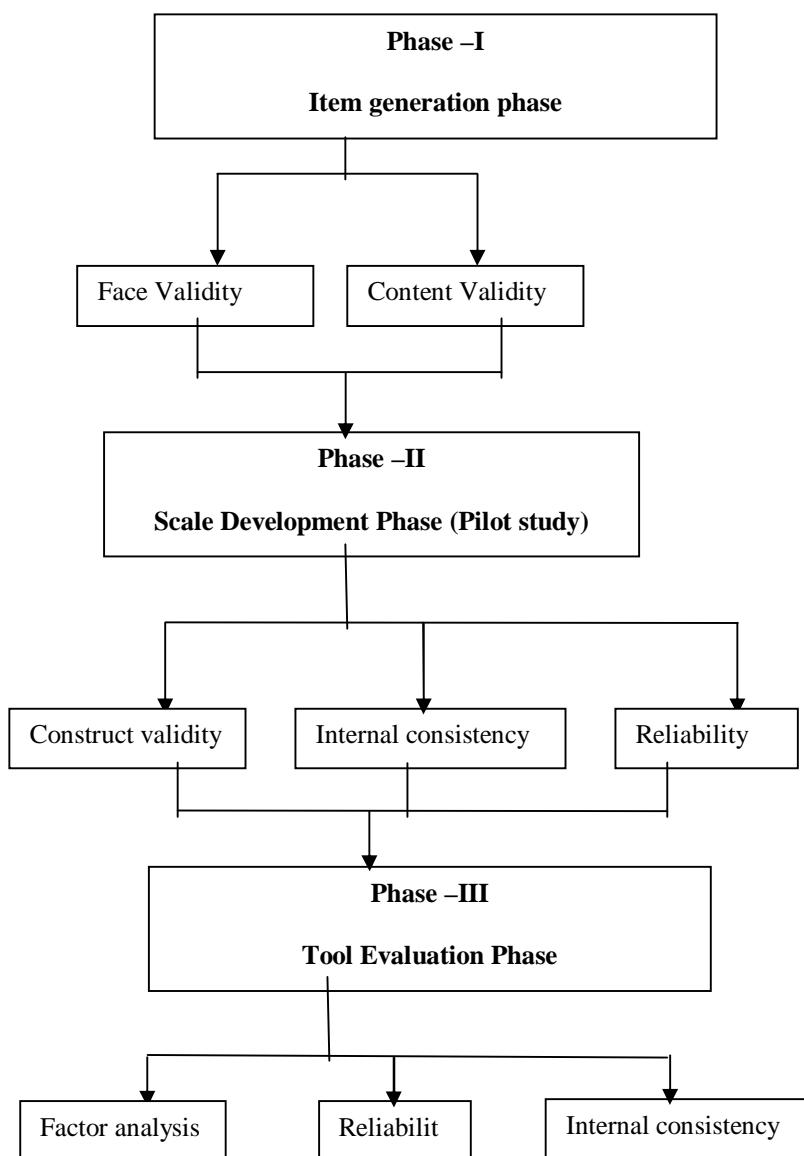 Phase –I
Item generation phase
Face Validity
Content Validity
Phase –II
Scale Development Phase (Pilot study)
Construct validity
Internal consistency
Reliability
Phase –III
Tool Evaluation Phase
Factor analysis
Reliabilit
Internal consistency